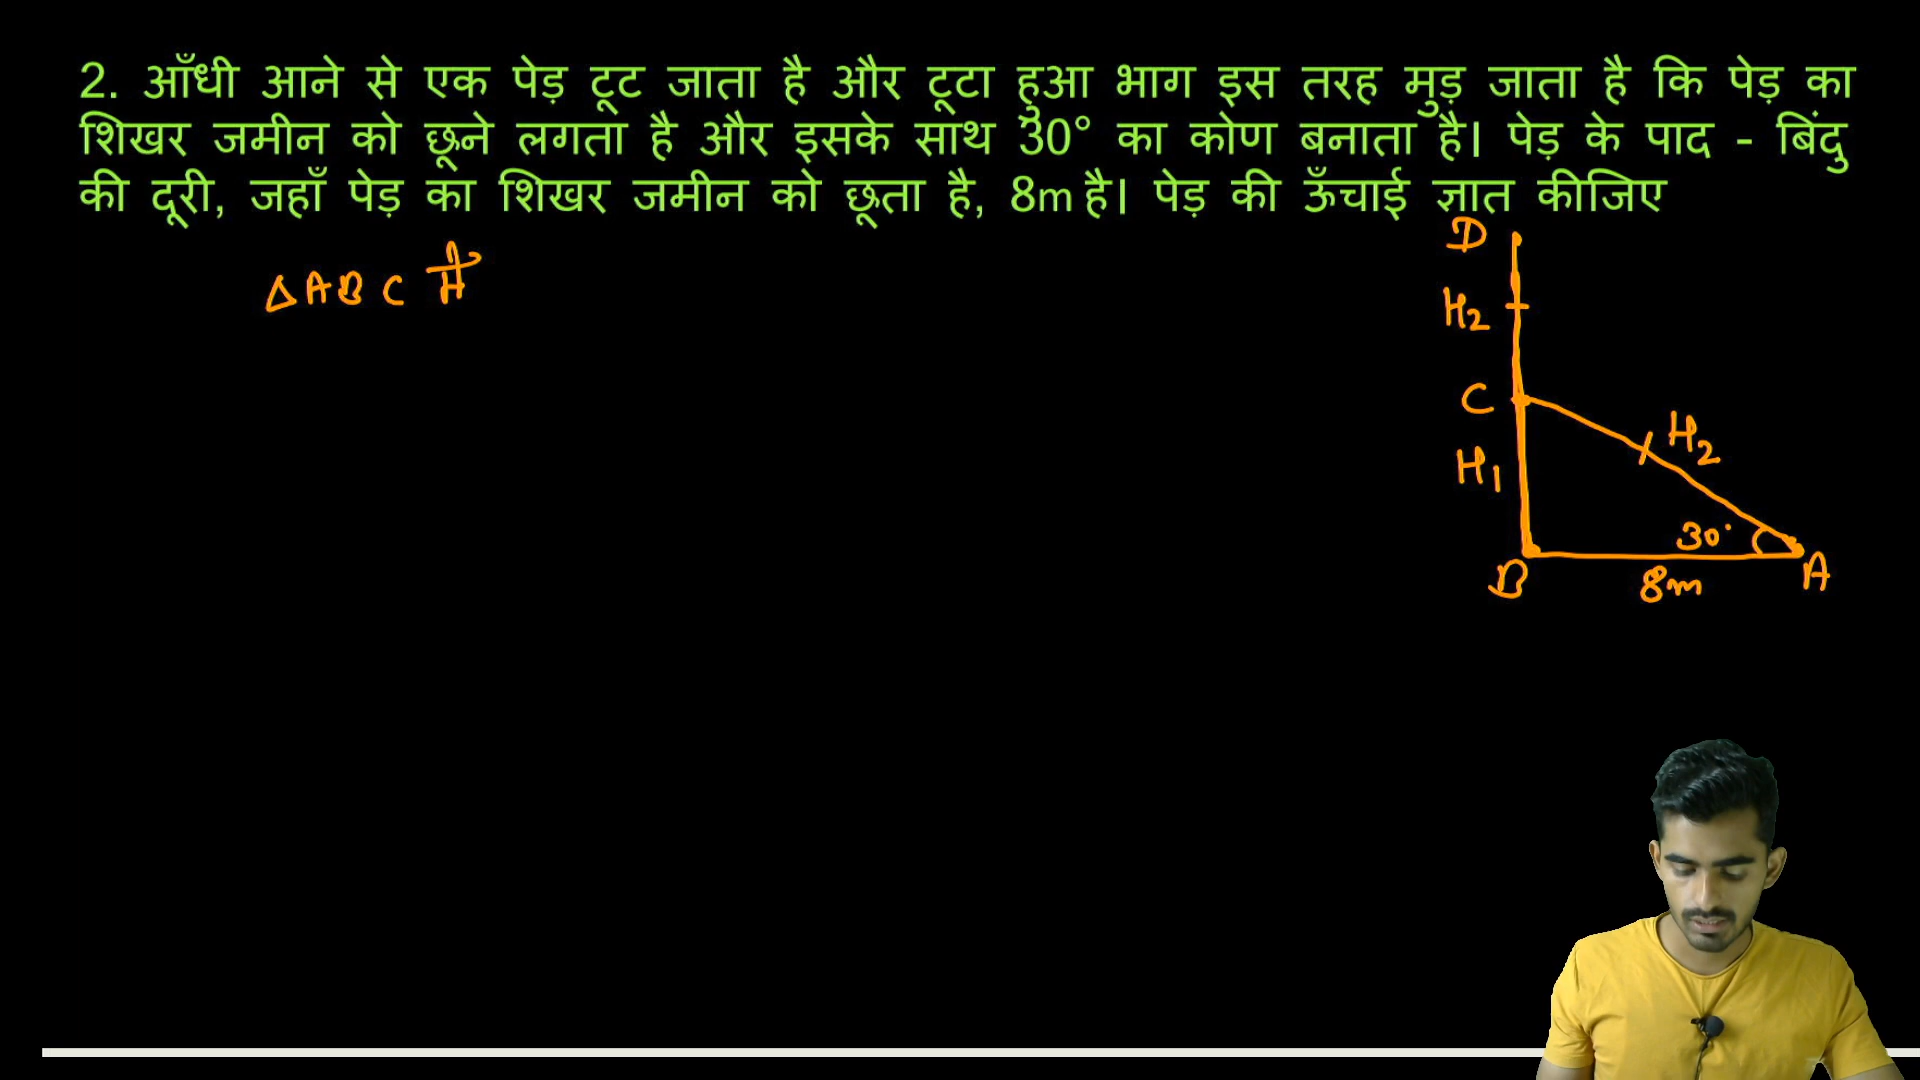 2. आँधी आने से एक पेड़ टूट जाता है और टूटा हुआ भाग इस तरह मुड़ जाता है कि पेड़ का
शिखर जमीन को छूने लगता है और इसके साथ 30° का कोण बनाता है। पेड़ के पाद - बिंदु
की दूरी, जहाँ पेड़ का शिखर जमीन को छूता है, 8m है। पेड़ की ऊँचाई ज्ञात कीजिए
Δ A B C में
D
H2
C
H2
H1
30°
B
8m
A